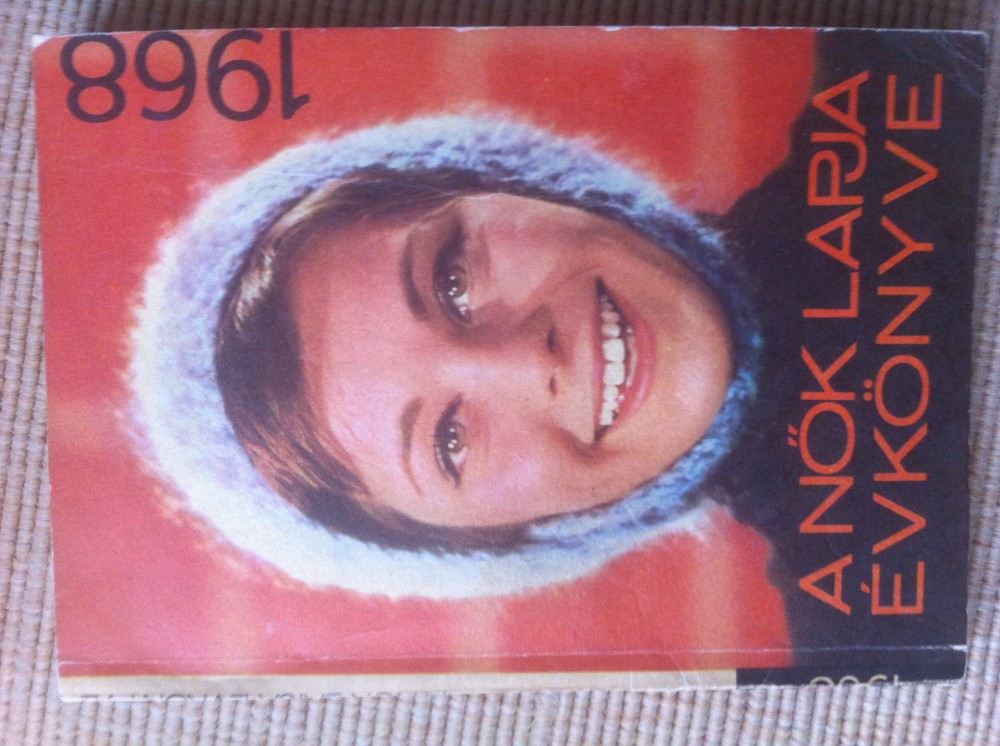 1968
A NŐK LAPJA
ÉVKÖNYVE